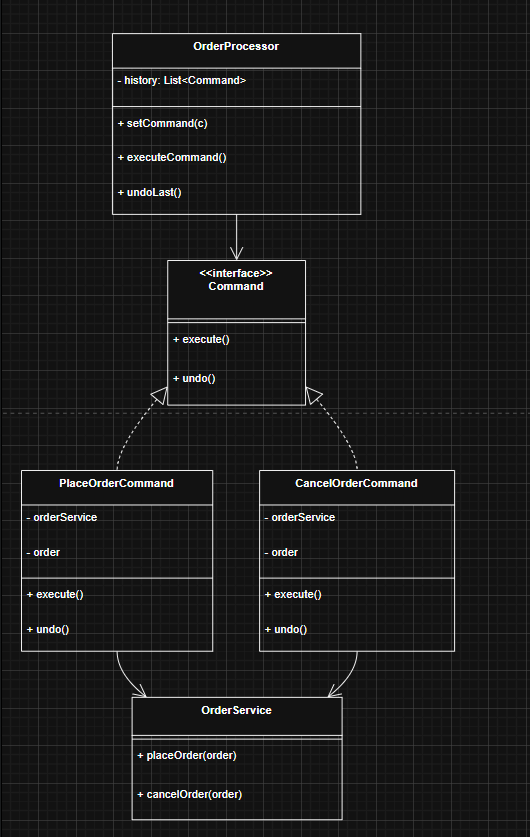 OrderProcessor
- history: List<Command>
+ setCommand(c)
+ executeCommand()
+ undoLast()
<<interface>>
Command
+ execute()
+ undo()
PlaceOrderCommand
- orderService
- order
+ execute()
+ undo()
CancelOrderCommand
- orderService
- order
+ execute()
+ undo()
OrderService
+ placeOrder(order)
+ cancelOrder(order)